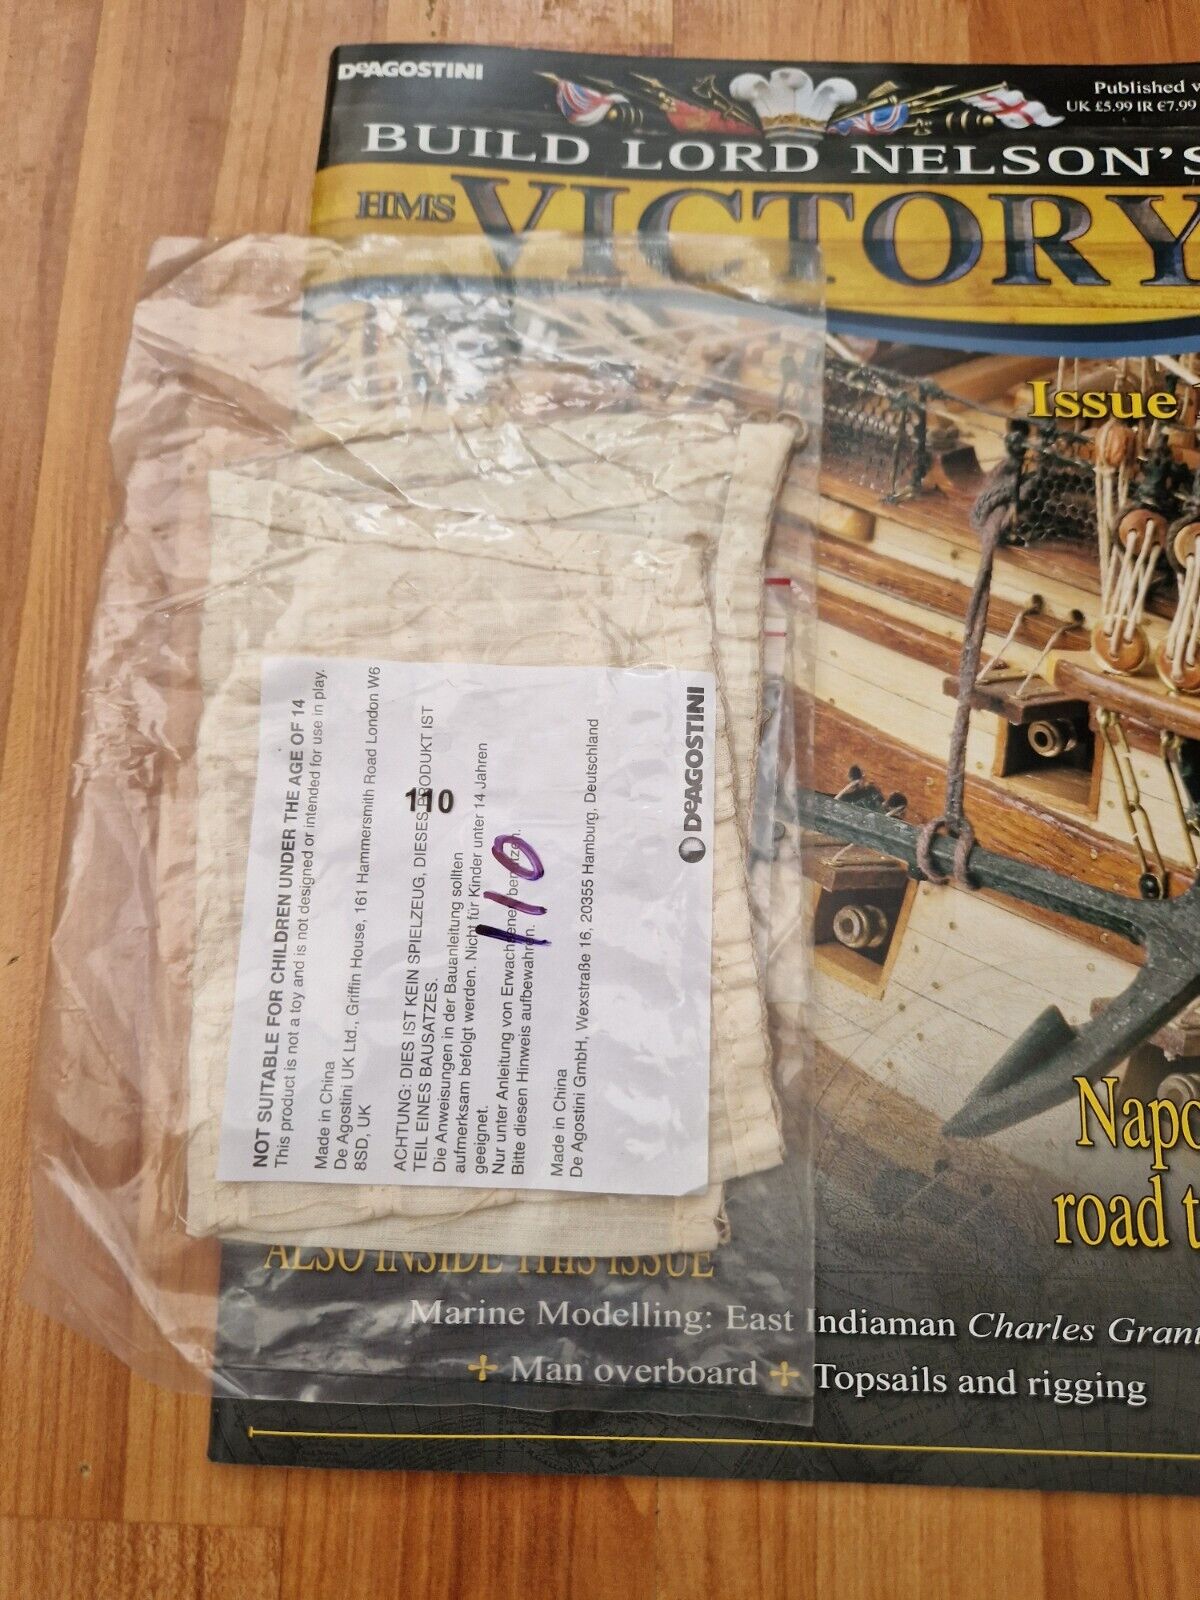 DeAGOSTINI
Published
UK £5.99 IR €7.99
BUILD LORD NELSON'S
HMS VICTORY
Issue
NOT SUITABLE FOR CHILDREN UNDER THE AGE OF 14
This product is not a toy and is not designed or intended for use in play.
Made in China
De Agostini UK Ltd., Griffin House, 161 Hammersmith Road London W6
8SD, UK
110
ACHTUNG: DIES IST KEIN SPIELZEUG, DIESES PRODUKT IST
TEIL EINES BAUSATZES.
Die Anweisungen in der Bauanleitung sollten
aufmerksam befolgt werden. Nicht für Kinder unter 14 Jahren
geeignet.
Nur unter Anleitung von Erwachsenen benutzen.
Bitte diesen Hinweis aufbewahren.
110
Made in China
De Agostini GmbH, Wexstraße 16, 20355 Hamburg, Deutschland
DeAGOSTINI
road
ALSO INSIDE THIS ISSUE
Marine Modelling: East Indiaman Charles Grant
Man overboard
Topsails and rigging